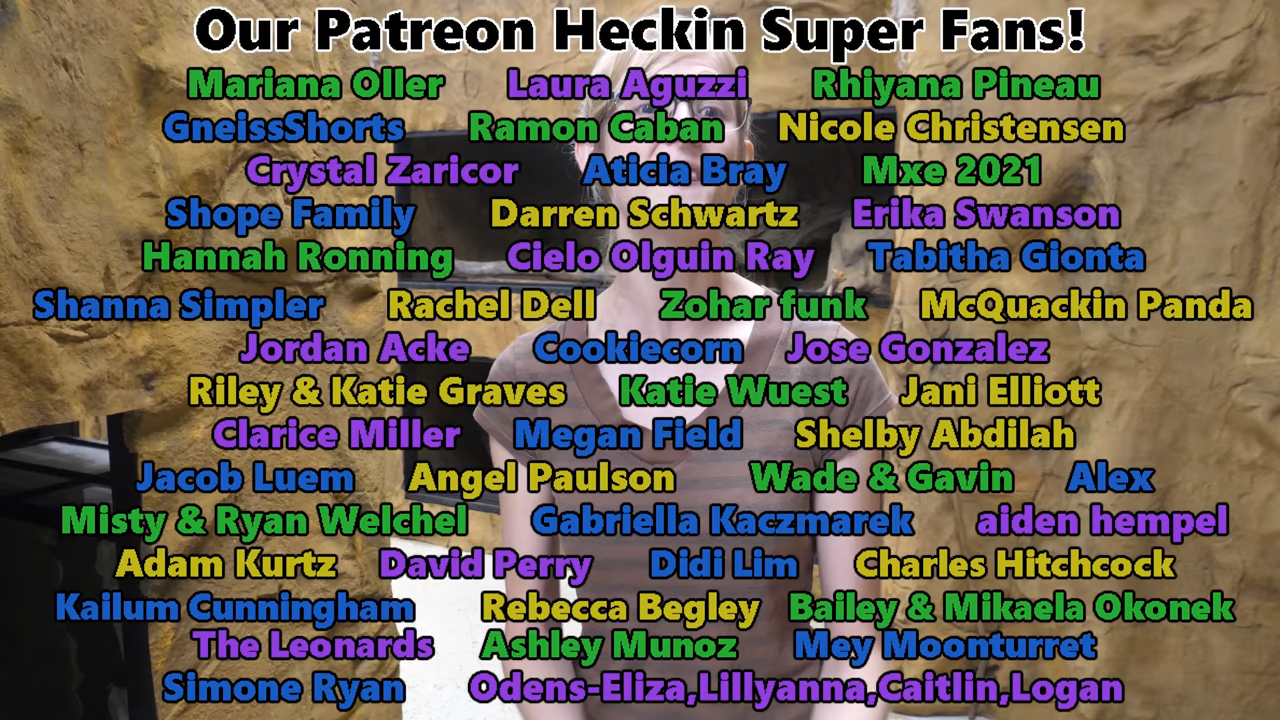 Our Patreon Heckin Super Fans!
Mariana Oller Laura Aguzzi Rhiyana Pineau
GneissShorts Ramon Caban Nicole Christensen
Crystal Zaricor Aticia Bray Mxe 2021
Shope Family Darren Schwartz Erika Swanson
Hannah Ronning Cielo Olguin Ray Tabitha Gionta
Shanna Simpler Rachel Dell Zohar funk McQuackin Panda
Jordan Acke Cookiecorn Jose Gonzalez
Riley & Katie Graves Katie Wuest Jani Elliott
Clarice Miller Megan Field Shelby Abdilah
Jacob Luem Angel Paulson Wade & Gavin Alex
Misty & Ryan Welchel Gabriella Kaczmarek aiden hempel
Adam Kurtz David Perry Didi Lim Charles Hitchcock
Kailum Cunningham Rebecca Begley Bailey & Mikaela Okonek
The Leonards Ashley Munoz Mey Moonturret
Simone Ryan Odens-Eliza,Lillyanna,Caitlin,Logan